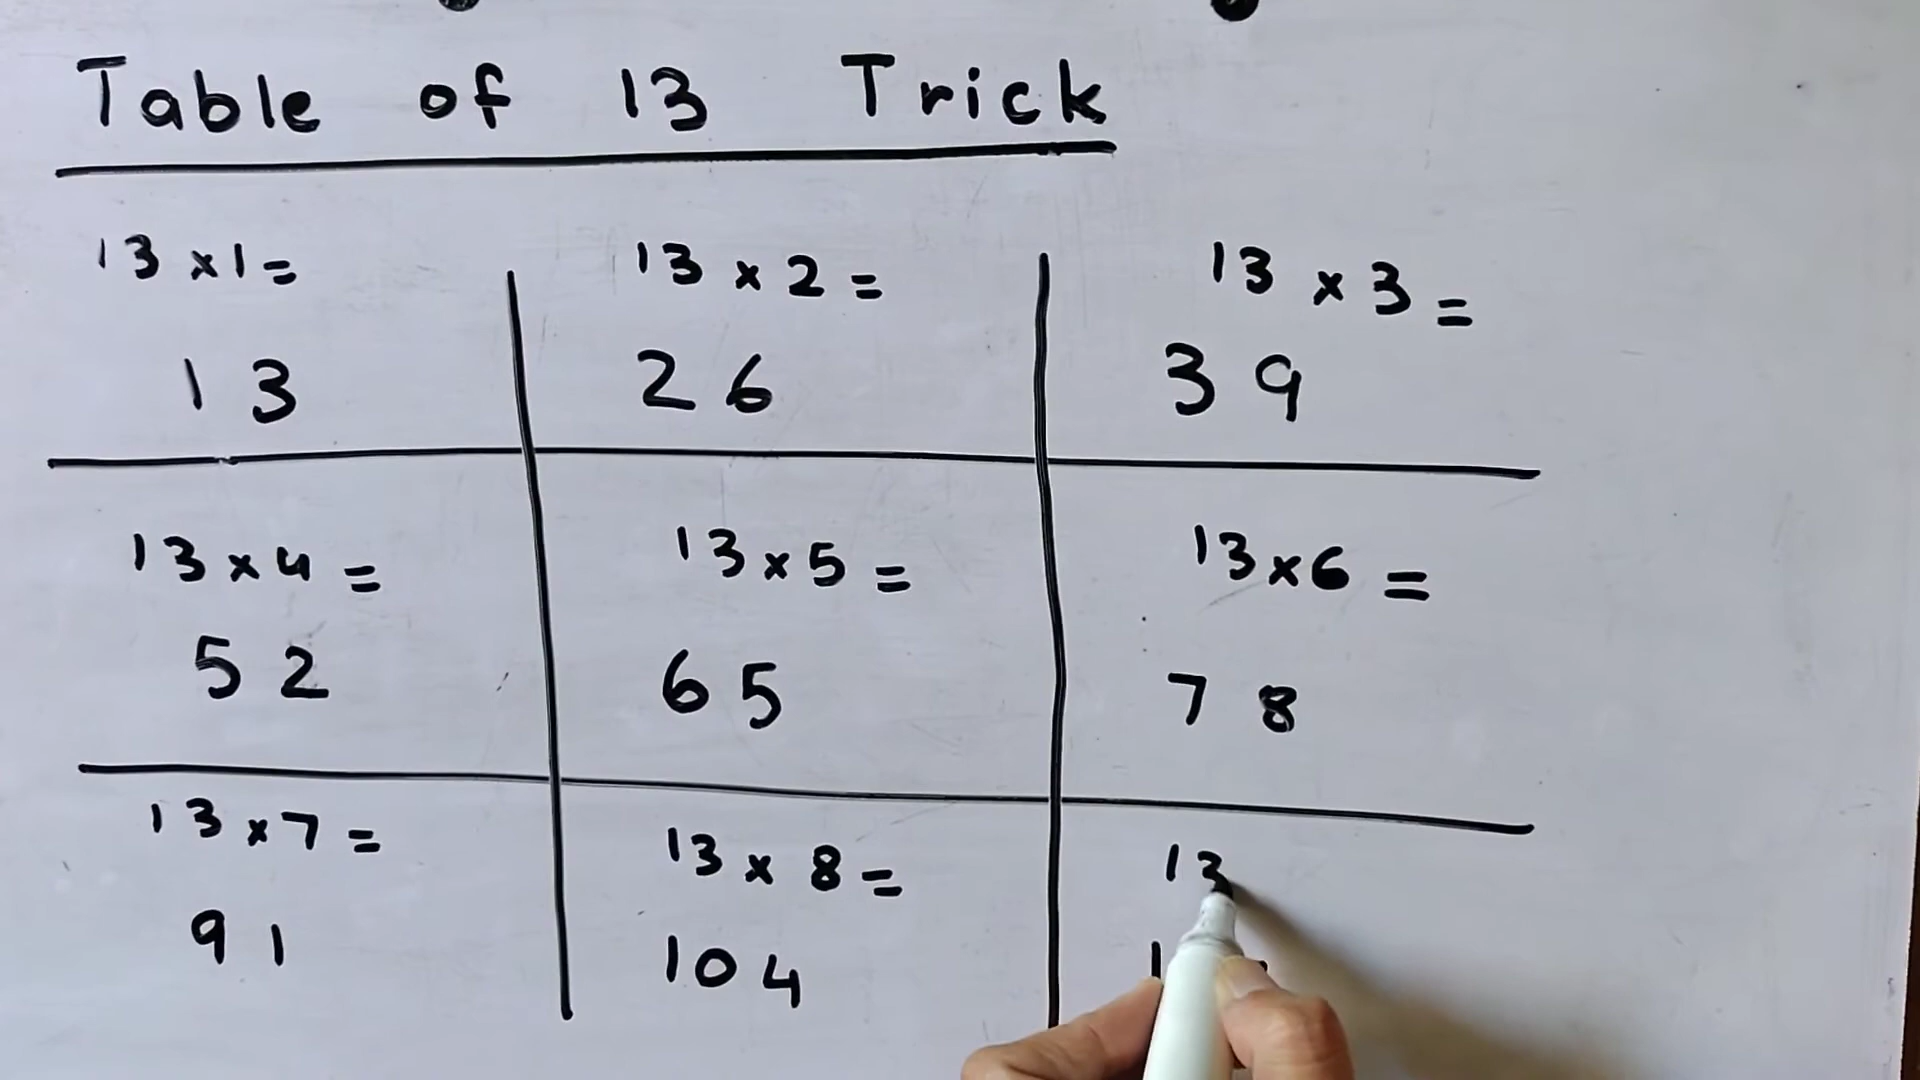 Table of 13 Trick
13 x 1 =
13 x 2 =
13 x 3 =
13
26
39
13 x 4 =
13 x 5 =
13 x 6 =
52
65
78
13 x 7 =
13 x 8 =
13
91
104